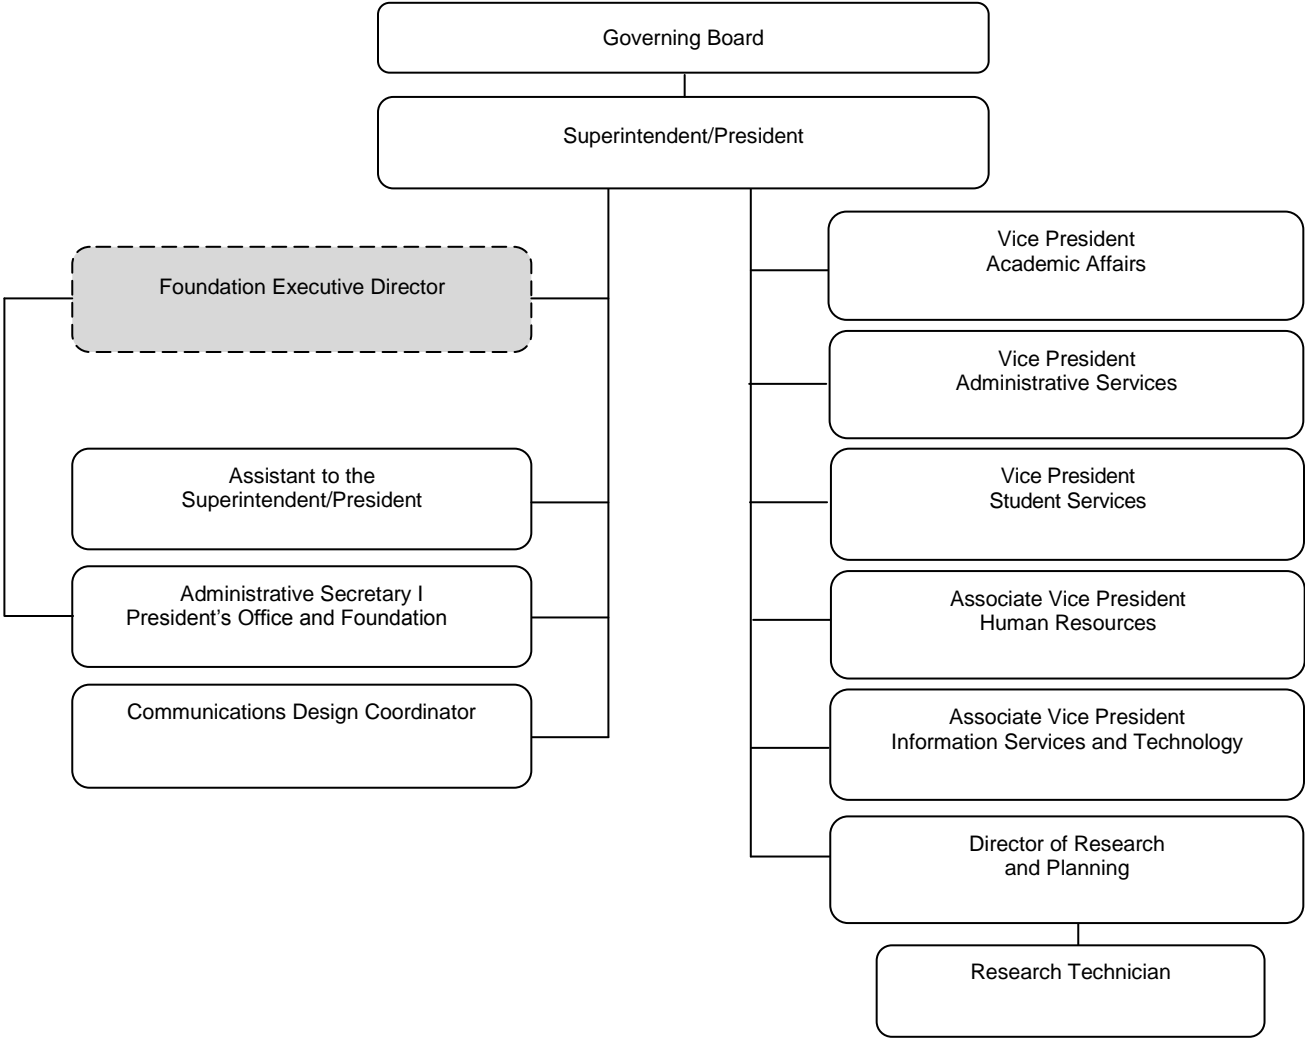 Governing Board
Superintendent/President
Foundation Executive Director
Assistant to the
Superintendent/President
Administrative Secretary I
President’s Office and Foundation
Communications Design Coordinator
Vice President
Academic Affairs
Vice President
Administrative Services
Vice President
Student Services
Associate Vice President
Human Resources
Associate Vice President
Information Services and Technology
Director of Research
and Planning
Research Technician